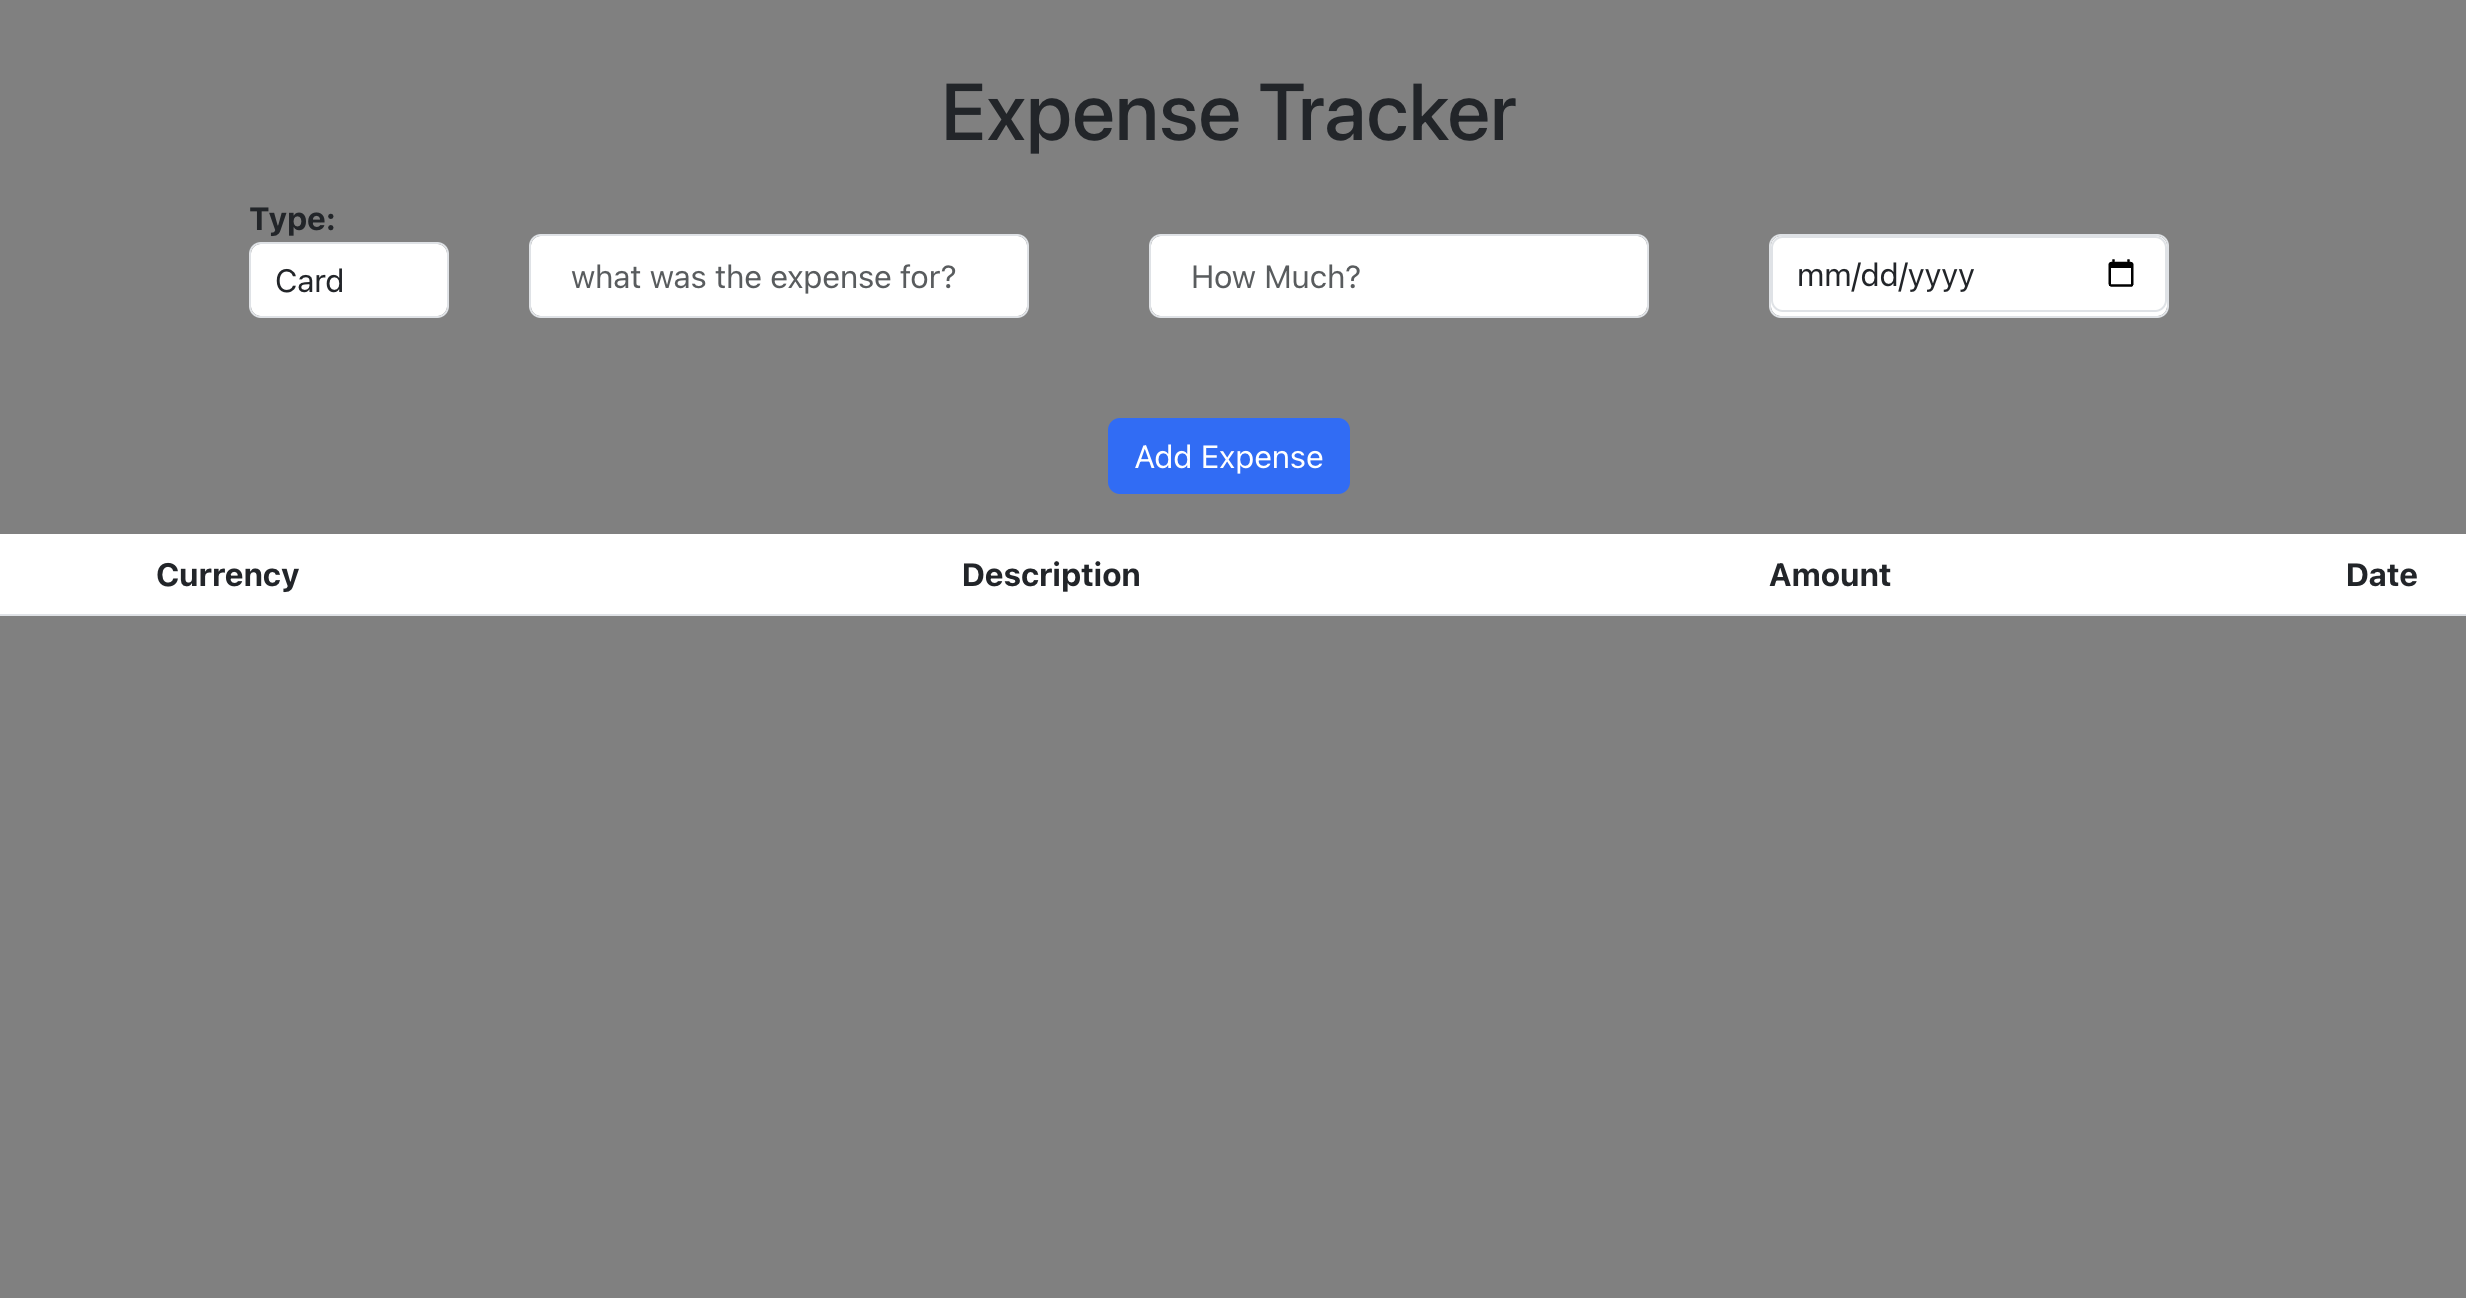 Expense Tracker
Type:
Card
what was the expense for?
How Much?
mm/dd/yyyy
Add Expense
Currency Description Amount Date